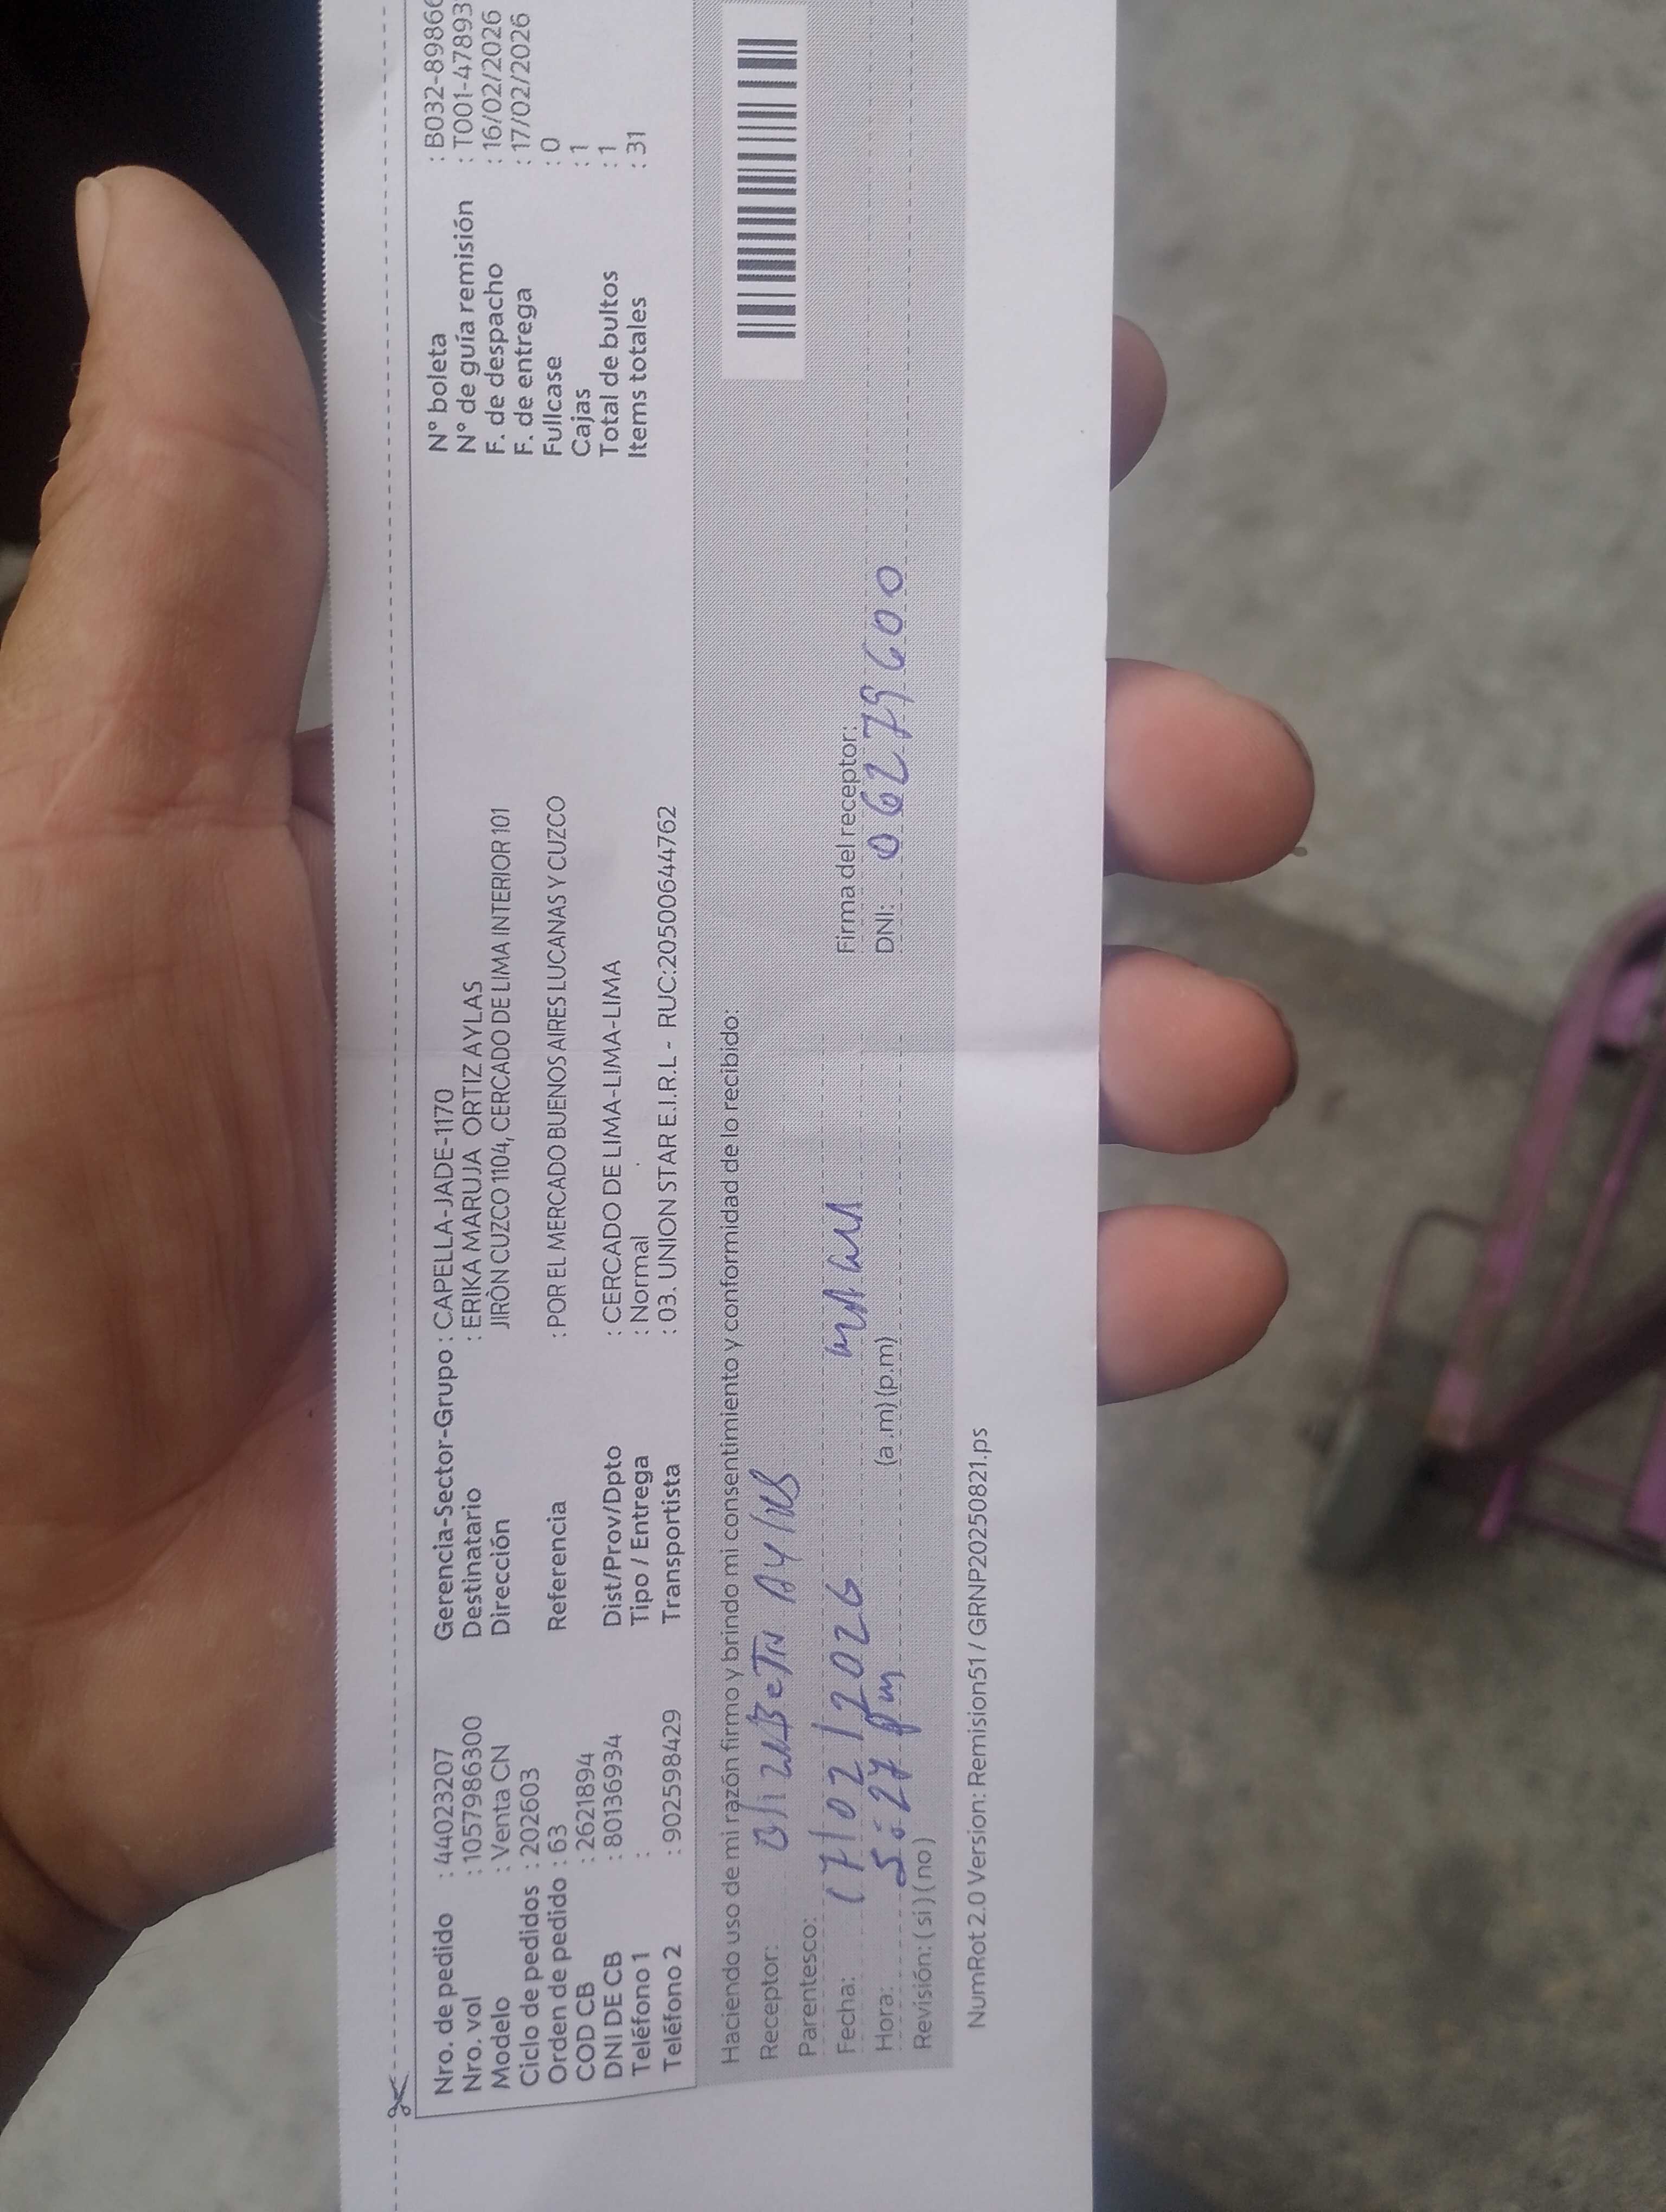 Nro. de pedido : 44023207
Nro. vol : 10579863​00
Modelo : Venta CN
Ciclo de pedidos : 202603
Orden de pedido : 63
COD CB : 2621894
DNI DE CB : 80136934
Teléfono 1 :
Teléfono 2 : 902598429
Gerencia-Sector-Grupo : CAPELLA-JADE-1170
Destinatario : ERIKA MARUJA ORTIZ AYLAS
Dirección JIRÒN CUZCO 1104, CERCADO DE LIMA INTERIOR 101
Referencia : POR EL MERCADO BUENOS AIRES LUCANAS Y CUZCO
Dist/Prov/Dpto : CERCADO DE LIMA-LIMA-LIMA
Tipo / Entrega : Normal
Transportista : 03. UNION STAR E.I.R.L - RUC:20500644762
N° boleta : B032-8986
N° de guía remisión : T001-47893
F. de despacho : 16/02/2026
F. de entrega : 17/02/2026
Fullcase : 0
Cajas : 1
Total de bultos : 1
Items totales : 31
Haciendo uso de mi razón firmo y brindo mi consentimiento y conformidad de lo recibido:
Receptor:
Parentesco:
Fecha: 17/02/2026
Firma del receptor:
Hora: 5:27 pm (a.m)(p.m)
DNI: 06279600
Revisión: ( si ) ( no )
NumRot 2.0 Version: Remision51 / GRNP20250821.ps